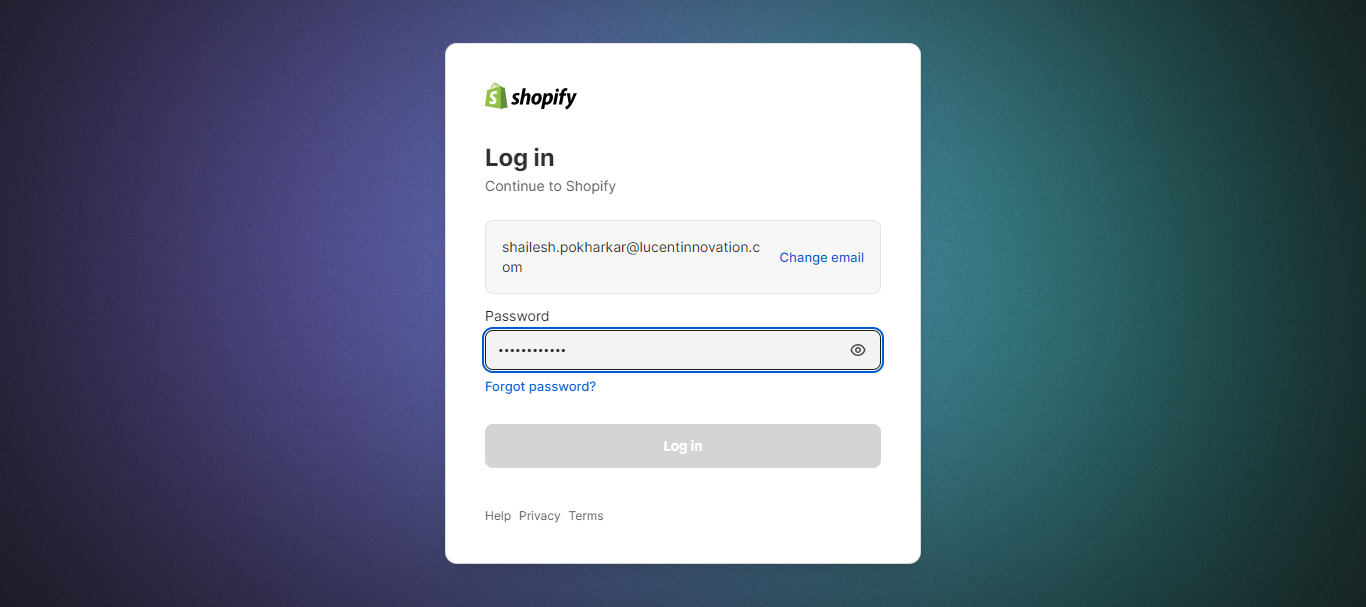 shopify
Log in
Continue to Shopify
shailesh.pokharkar@lucentinnovation.c
om
Change email
Password
••••••••••••
Forgot password?
Log in
Help Privacy Terms